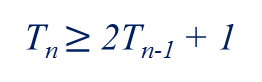 Tₙ ≥ 2Tₙ₋₁ + 1